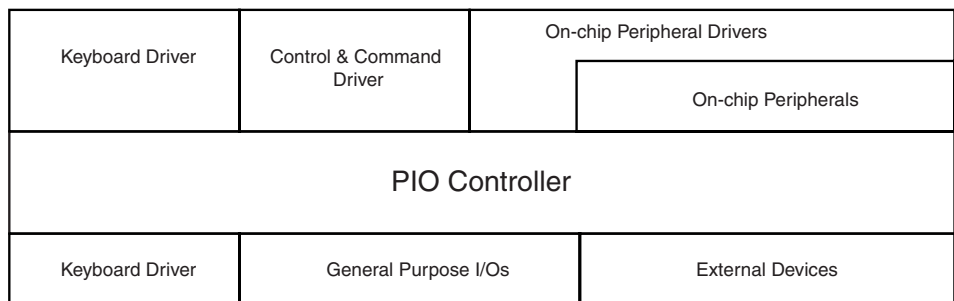 On-chip Peripheral Drivers
Keyboard Driver
Control & Command
Driver
On-chip Peripherals
PIO Controller
Keyboard Driver
General Purpose I/Os
External Devices